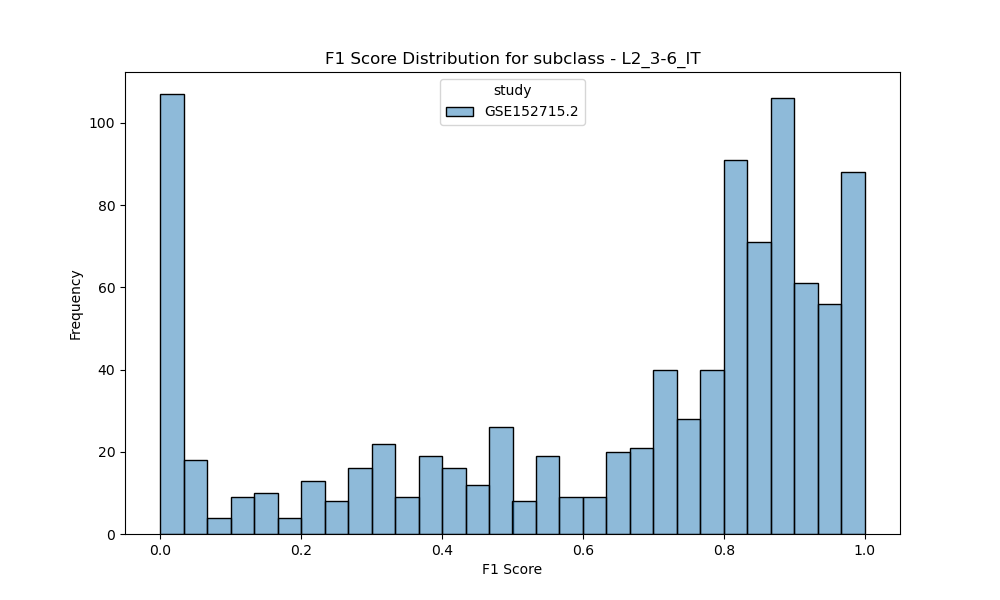 F1 Score Distribution for subclass - L2_3-6_IT
study
GSE152715.2
Frequency
100
80
60
40
20
0
0.0 0.2 0.4 0.6 0.8 1.0
F1 Score